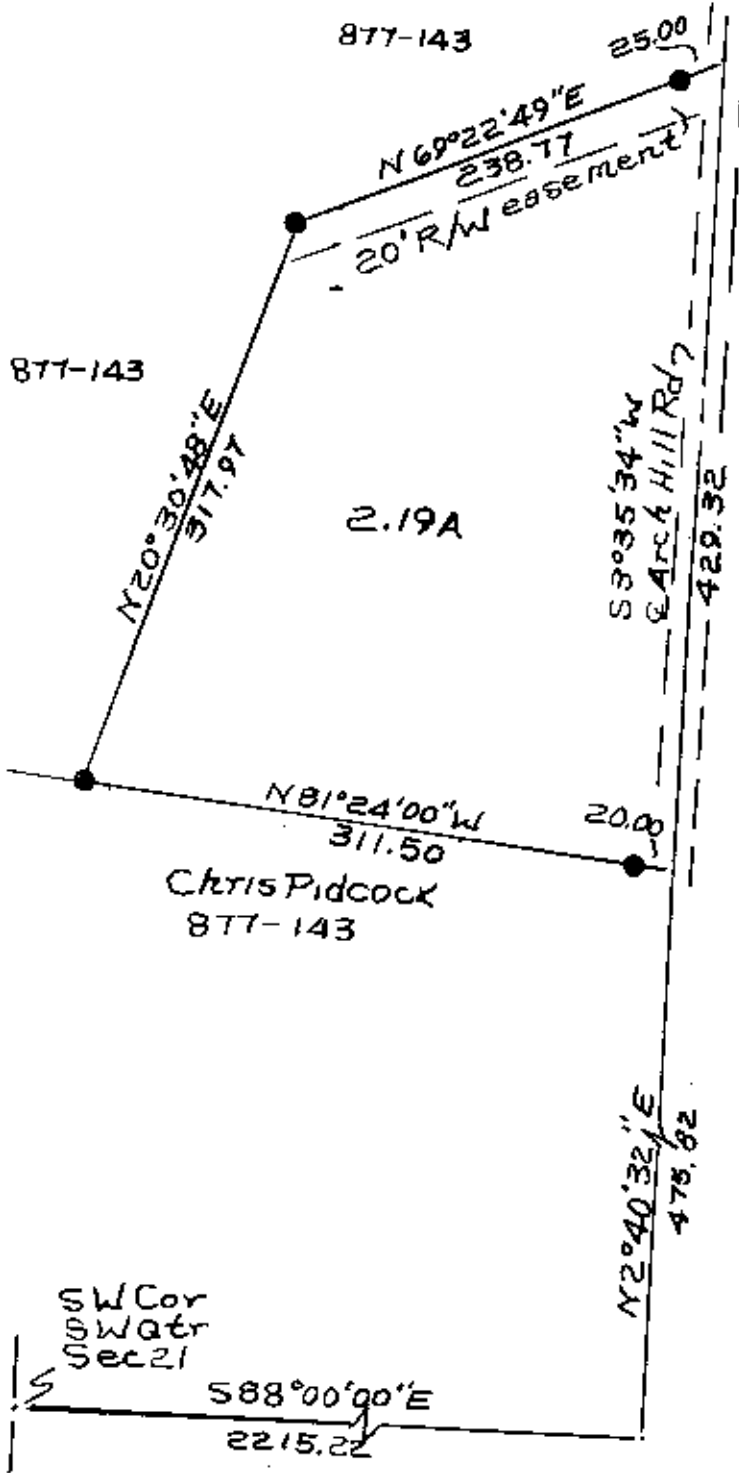 877-143
25.00
N 69°22'49"E
238.77
20' R/W easement
877-143
N20°30'48"E
317.97
2.19A
S3°35'34"W
℄ Arch Hill Rd
429.32
N81°24'00"W
311.50
20.00
Chris Pidcock
877-143
N2°40'32"E
475.82
SW Cor
SW Qtr
Sec 21
S88°00'00"E
2215.22